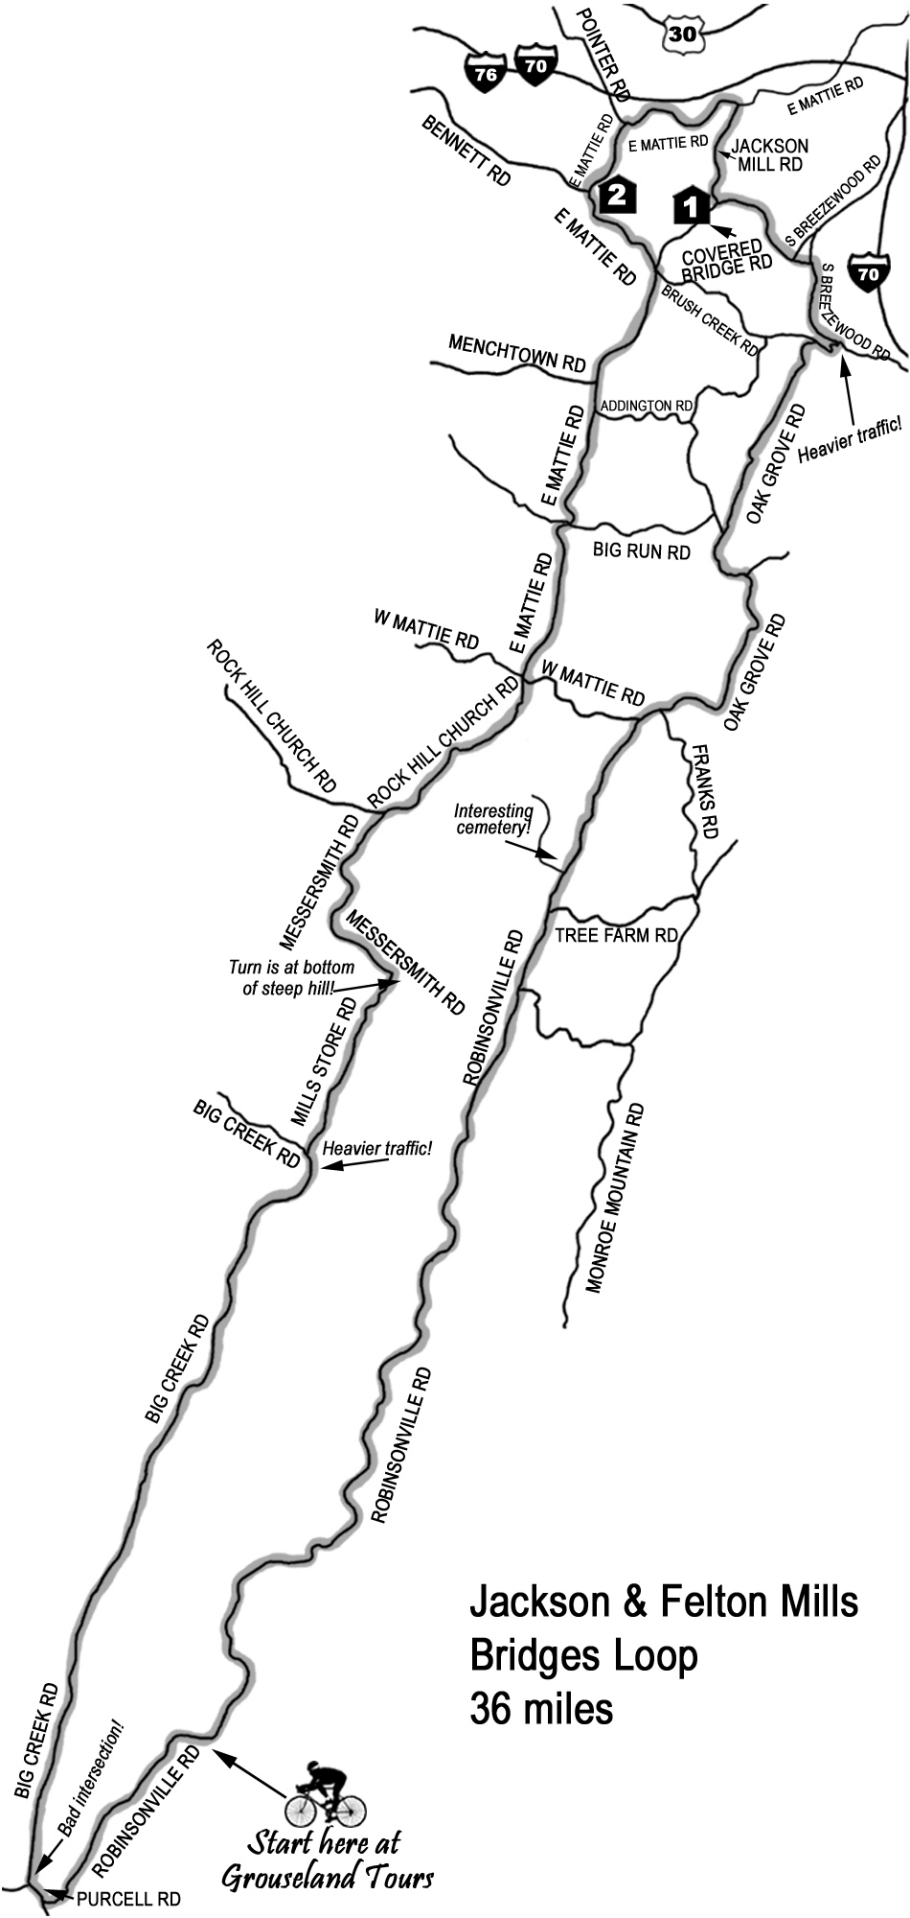 30
POINTER RD
76
70
E MATTIE RD
BENNETT RD
E MATTIE RD
E MATTIE RD
JACKSON
MILL RD
2
1
S BREEZEWOOD RD
E MATTIE RD
COVERED
BRIDGE RD
70
S BREEZEWOOD RD
BRUSH CREEK RD
MENCHTOWN RD
ADDINGTON RD
Heavier traffic!
E MATTIE RD
OAK GROVE RD
BIG RUN RD
E MATTIE RD
W MATTIE RD
W MATTIE RD
OAK GROVE RD
ROCK HILL CHURCH RD
ROCK HILL CHURCH RD
FRANKS RD
Interesting
cemetery!
MESSERSMITH RD
MESSERSMITH RD
TREE FARM RD
Turn is at bottom
of steep hill!
ROBINSONVILLE RD
MILLS STORE RD
BIG CREEK RD
Heavier traffic!
MONROE MOUNTAIN RD
BIG CREEK RD
ROBINSONVILLE RD
Jackson & Felton Mills
Bridges Loop
36 miles
BIG CREEK RD
Bad intersection!
ROBINSONVILLE RD
Start here at
Grouseland Tours
PURCELL RD